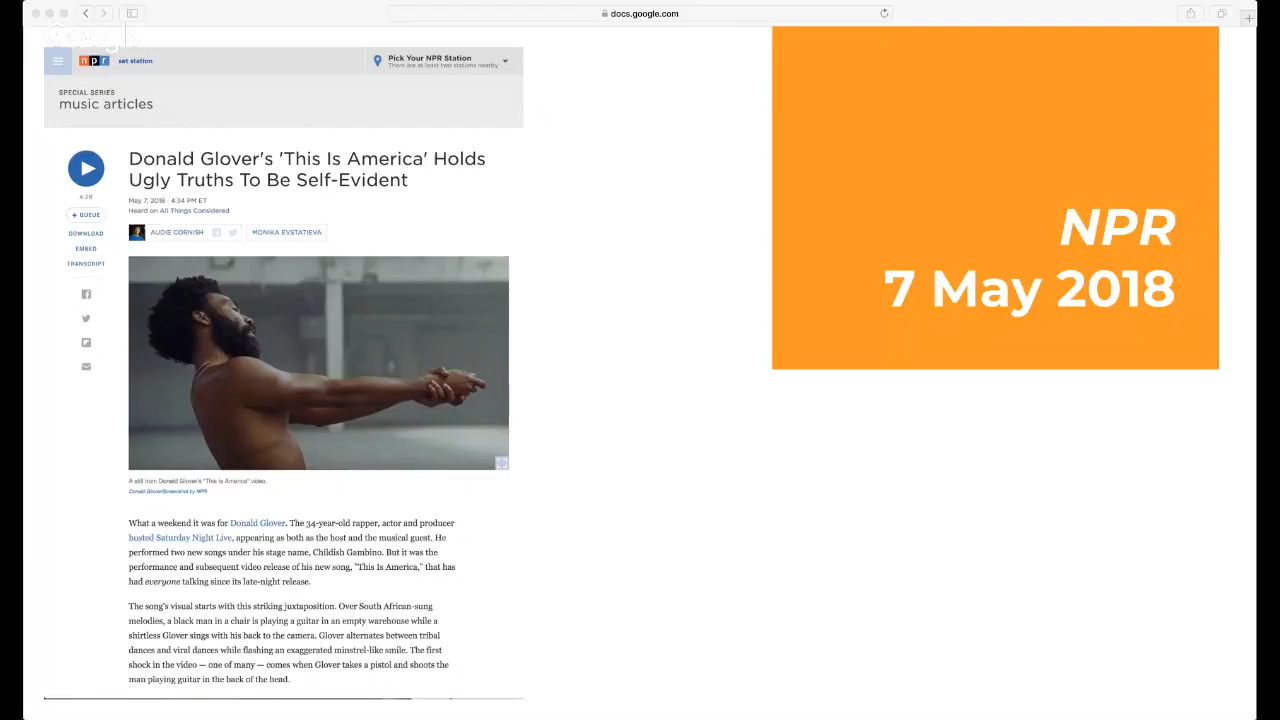 docs.google.com
Google
npr set station
Pick Your NPR Station
There are at least two stations nearby
SPECIAL SERIES
music articles
Donald Glover's 'This Is America' Holds
Ugly Truths To Be Self-Evident
4:29
May 7, 2018 · 4:34 PM ET
Heard on All Things Considered
+ QUEUE
DOWNLOAD
EMBED
TRANSCRIPT
AUDIE CORNISH
MONIKA EVSTATIEVA
A still from Donald Glover's "This Is America" video.
Donald Glover/Screenshot by NPR
What a weekend it was for Donald Glover. The 34-year-old rapper, actor and producer
hosted Saturday Night Live, appearing as both as the host and the musical guest. He
performed two new songs under his stage name, Childish Gambino. But it was the
performance and subsequent video release of his new song, "This Is America," that has
had everyone talking since its late-night release.
The song's visual starts with this striking juxtaposition. Over South African-sung
melodies, a black man in a chair is playing a guitar in an empty warehouse while a
shirtless Glover sings with his back to the camera. Glover alternates between tribal
dances and viral dances while flashing an exaggerated minstrel-like smile. The first
shock in the video — one of many — comes when Glover takes a pistol and shoots the
man playing guitar in the back of the head.
NPR
7 May 2018